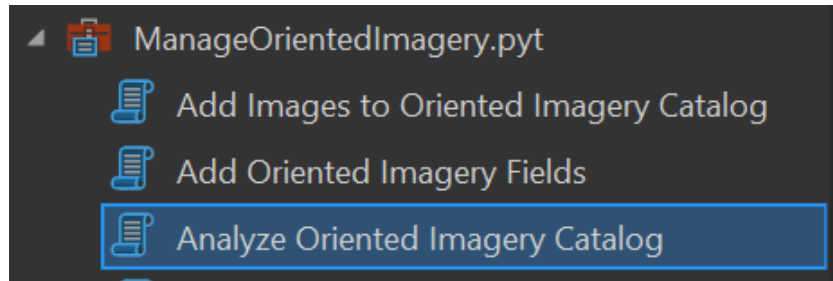 ManageOrientedImagery.pyt
Add Images to Oriented Imagery Catalog
Add Oriented Imagery Fields
Analyze Oriented Imagery Catalog